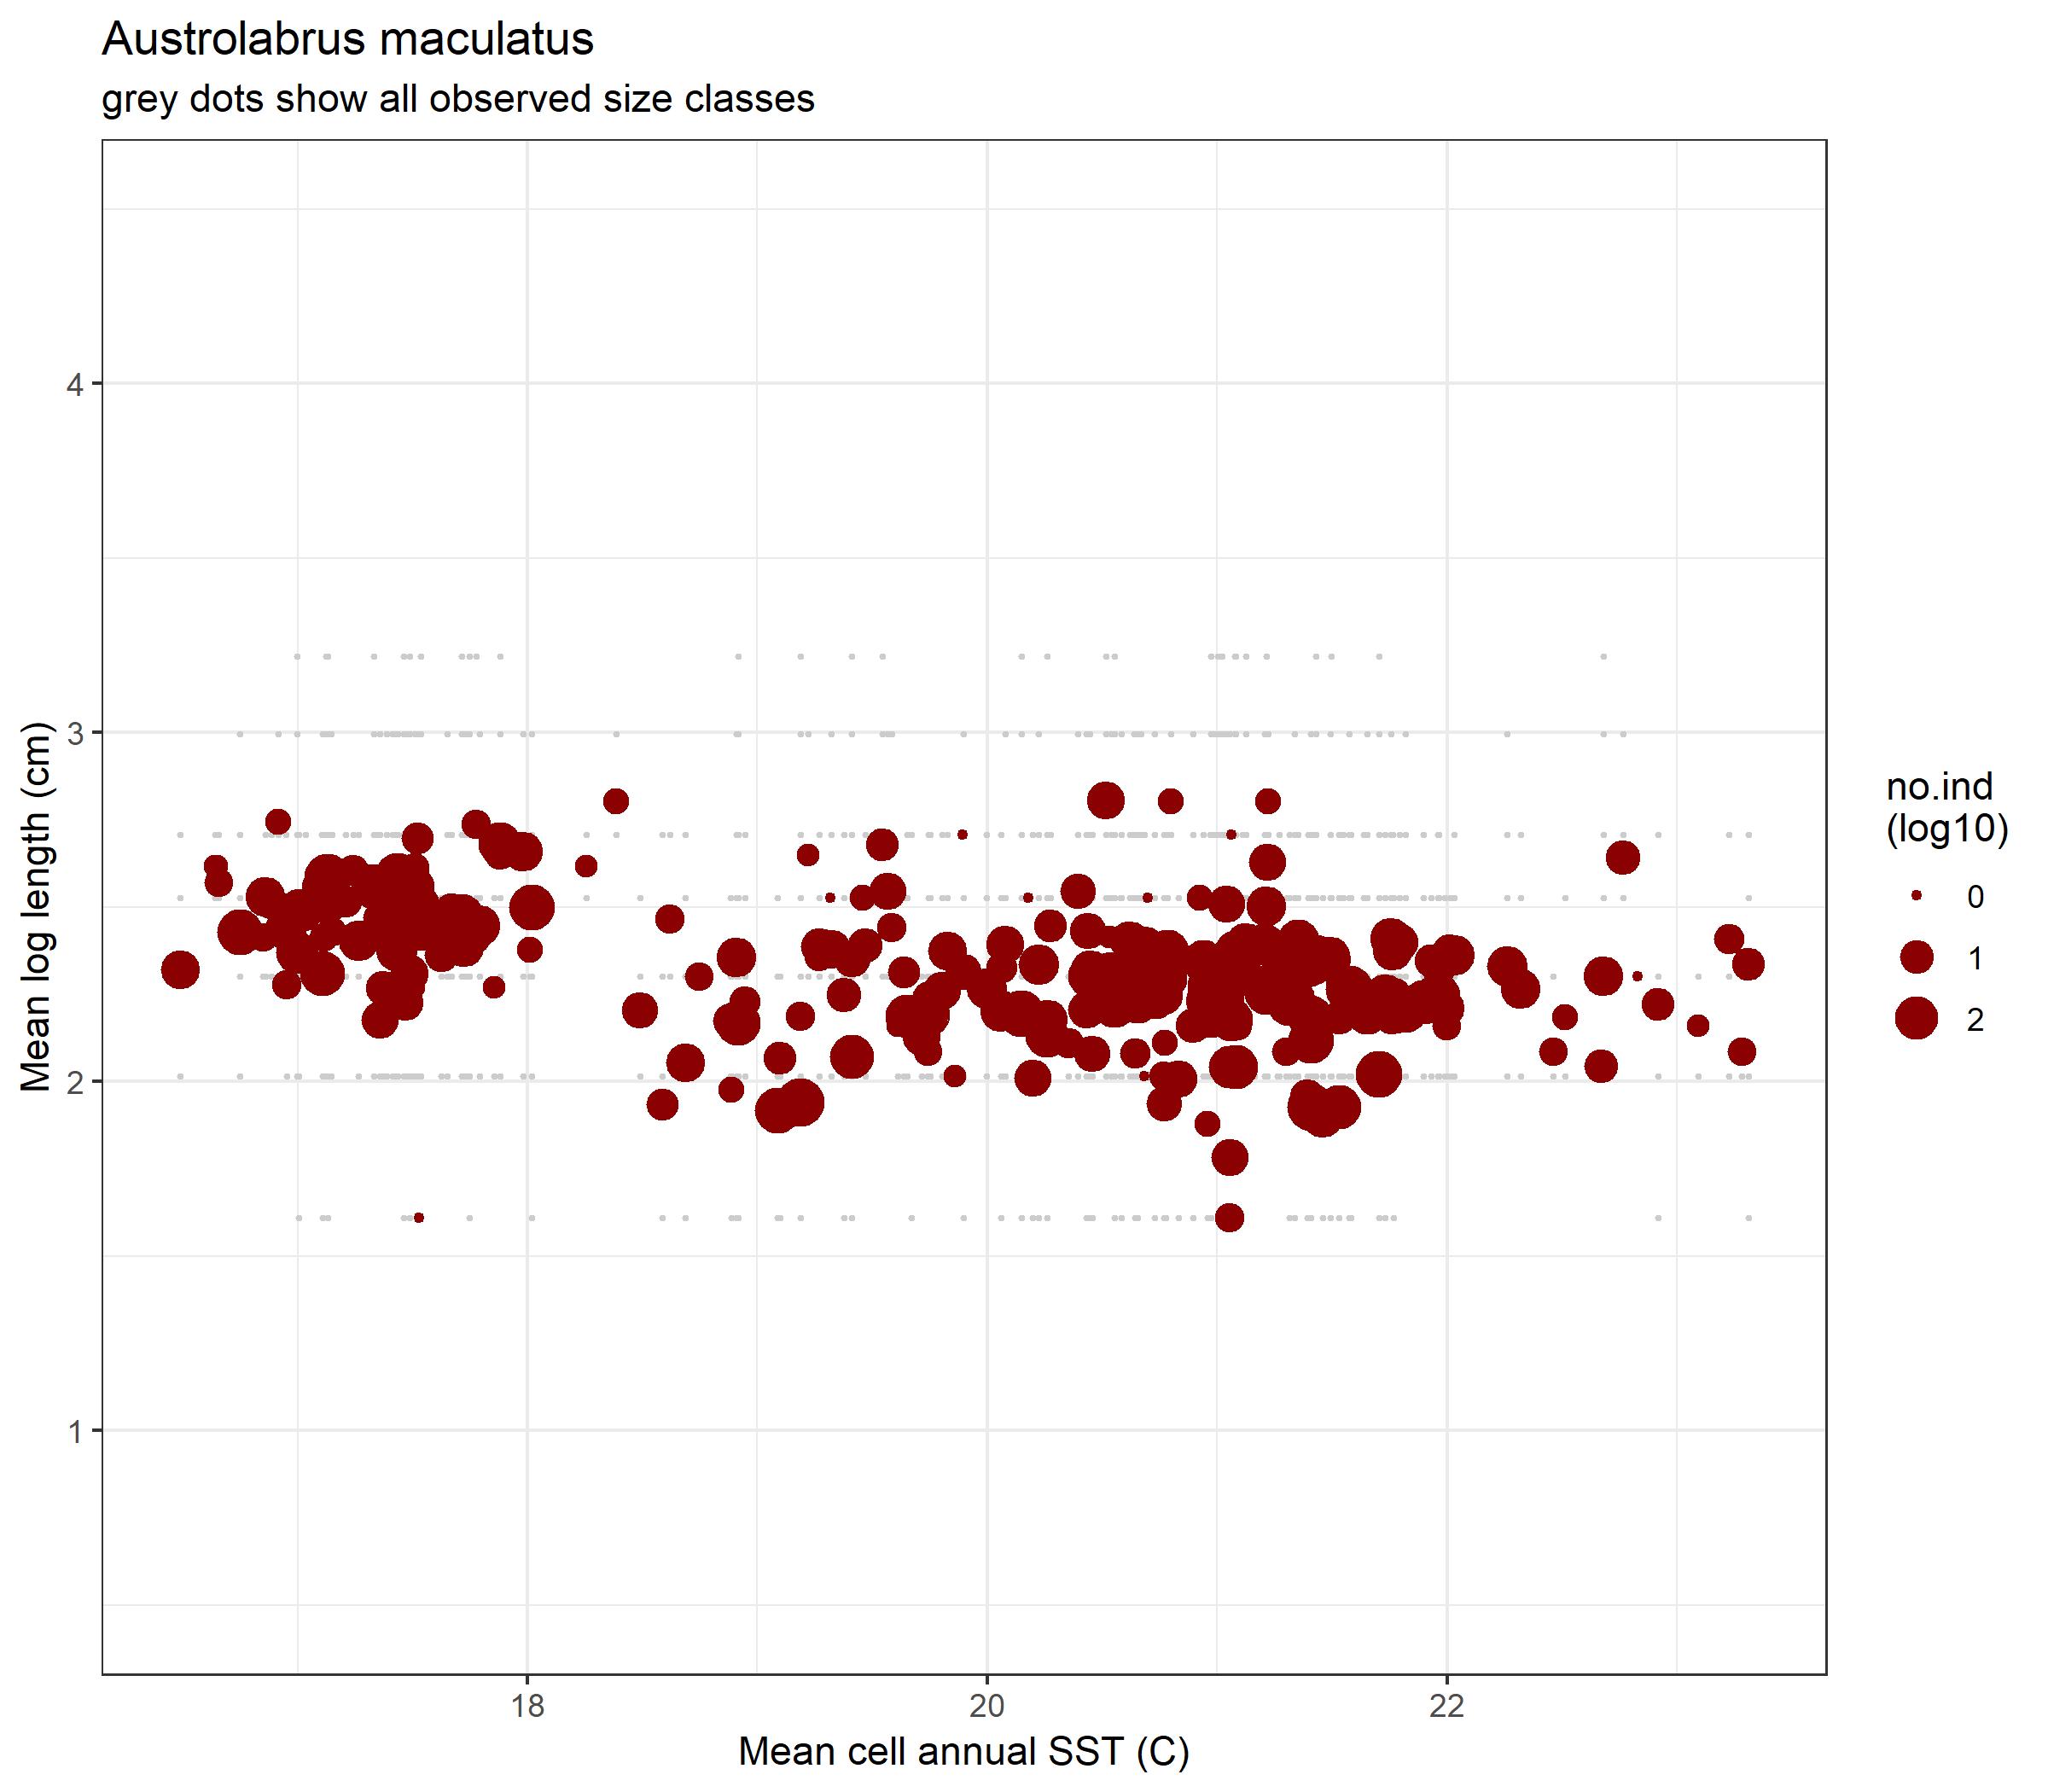 Austrolabrus maculatus
grey dots show all observed size classes
Mean log length (cm)
4
3
2
1
18
20
22
Mean cell annual SST (C)
no.ind
(log10)
0
1
2